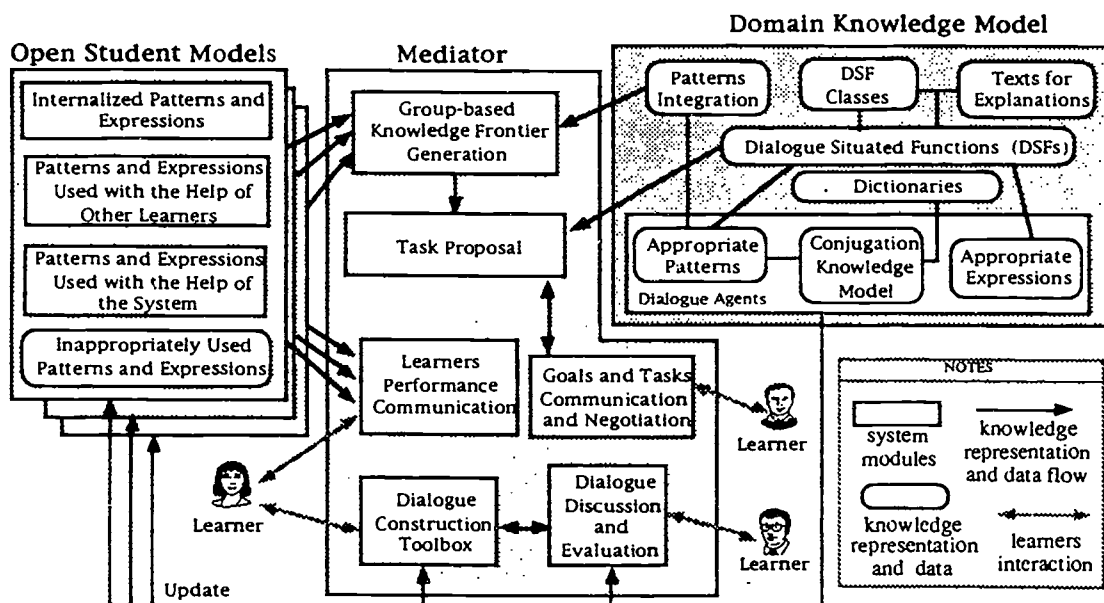 Domain Knowledge Model
Open Student Models
Mediator
Internalized Patterns and
Expressions
Patterns and Expressions
Used with the Help of
Other Learners
Patterns and Expressions
Used with the Help of
the System
Inappropriately Used
Patterns and Expressions
Group-based
Knowledge Frontier
Generation
Task Proposal
Learners
Performance
Communication
Goals and Tasks
Communication
and Negotiation
Dialogue
Construction
Toolbox
Dialogue
Discussion
and
Evaluation
Patterns
Integration
DSF
Classes
Texts for
Explanations
Dialogue Situated Functions (DSFs)
Dictionaries
Appropriate
Patterns
Conjugation
Knowledge
Model
Appropriate
Expressions
Dialogue Agents
Learner
Learner
Learner
Update
NOTES
system
modules
knowledge
representation
and data flow
knowledge
representation
and data
learners
interaction